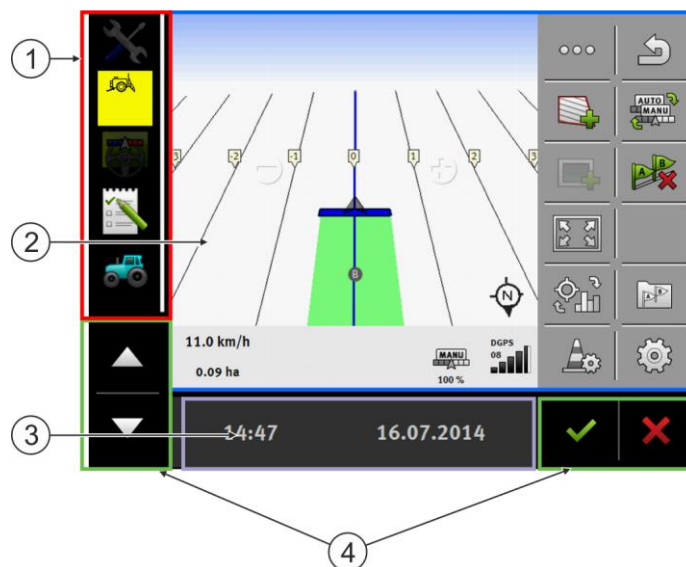 1
AUTO
MANU
3 -2 -1 0 1 2 3
A B
2
B
N
A B
11.0 km/h
0.09 ha
MANU
100 %
DGPS
08
3
14:47 16.07.2014
4